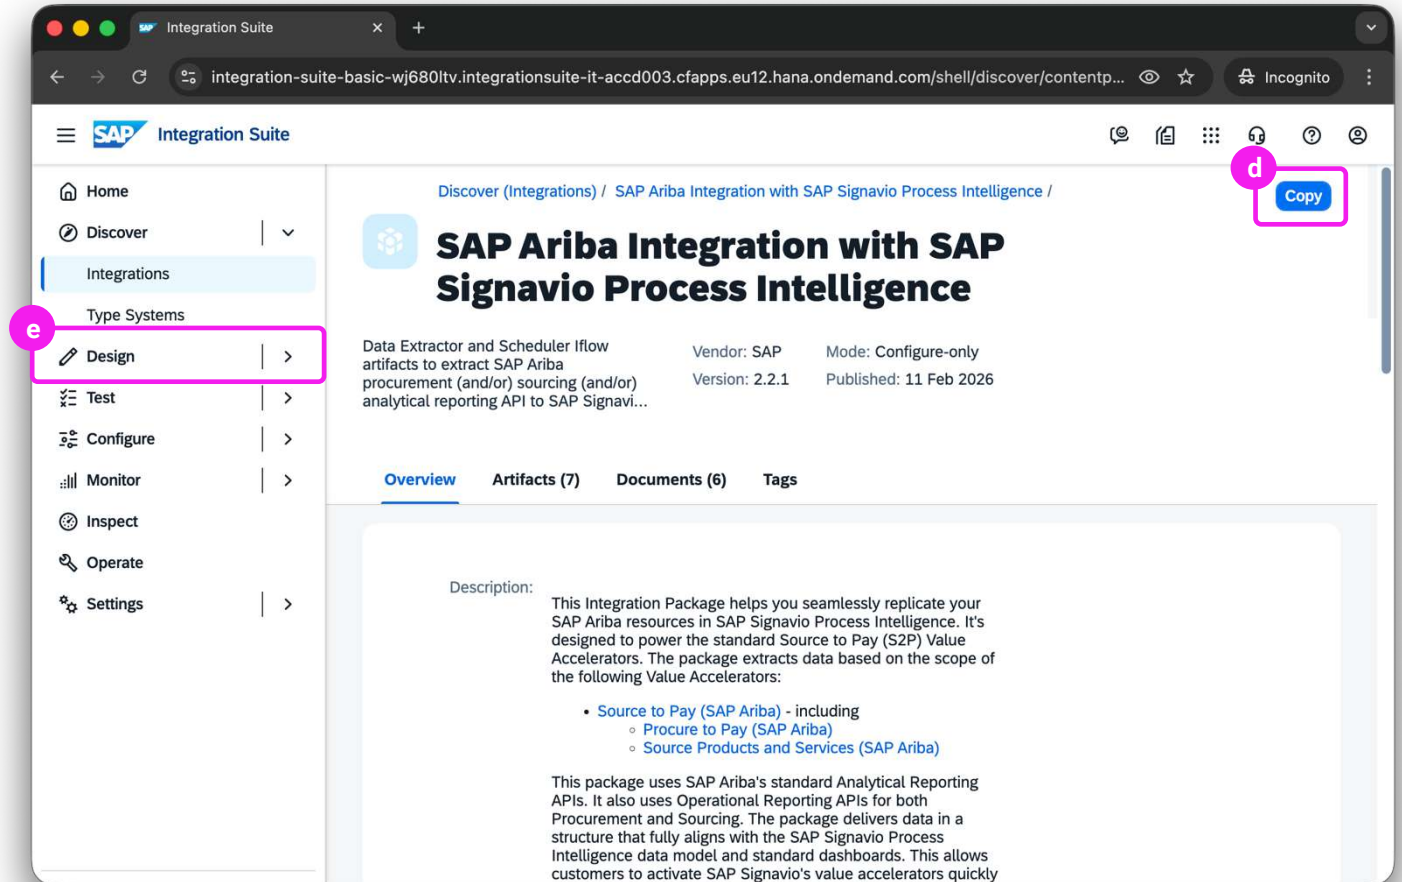 SAP Integration Suite
integration-suite-basic-wj680ltv.integrationsuite-it-accd003.cfapps.eu12.hana.ondemand.com/shell/discover/contentp...
Incognito
SAP Integration Suite
d
Copy
Home
Discover
Integrations
Type Systems
e
Design
Test
Configure
Monitor
Inspect
Operate
Settings
Discover (Integrations) / SAP Ariba Integration with SAP Signavio Process Intelligence /
SAP Ariba Integration with SAP
Signavio Process Intelligence
Data Extractor and Scheduler Iflow
artifacts to extract SAP Ariba
procurement (and/or) sourcing (and/or)
analytical reporting API to SAP Signavi...
Vendor: SAP
Version: 2.2.1
Mode: Configure-only
Published: 11 Feb 2026
Overview
Artifacts (7)
Documents (6)
Tags
Description:
This Integration Package helps you seamlessly replicate your
SAP Ariba resources in SAP Signavio Process Intelligence. It's
designed to power the standard Source to Pay (S2P) Value
Accelerators. The package extracts data based on the scope of
the following Value Accelerators:
• Source to Pay (SAP Ariba) - including
◦ Procure to Pay (SAP Ariba)
◦ Source Products and Services (SAP Ariba)
This package uses SAP Ariba's standard Analytical Reporting
APIs. It also uses Operational Reporting APIs for both
Procurement and Sourcing. The package delivers data in a
structure that fully aligns with the SAP Signavio Process
Intelligence data model and standard dashboards. This allows
customers to activate SAP Signavio's value accelerators quickly